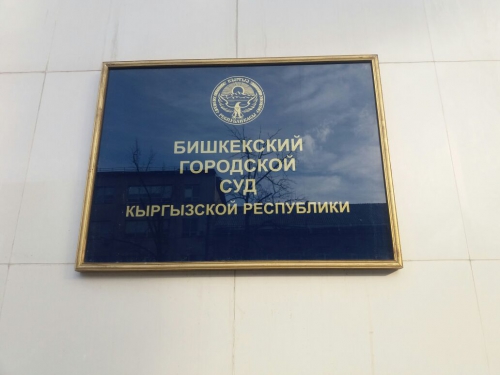 БИШКЕКСКИЙ
ГОРОДСКОЙ
СУД
КЫРГЫЗСКОЙ РЕСПУБЛИКИ